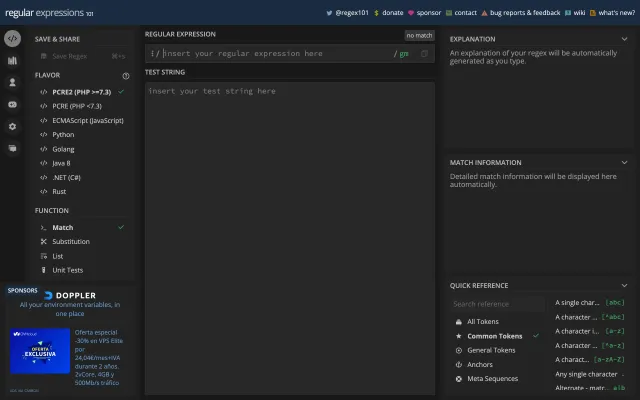 regular expressions 101
@regex101
donate
sponsor
contact
bug reports & feedback
wiki
what's new?
SAVE & SHARE
Save Regex
⌘+s
FLAVOR
PCRE2 (PHP >=7.3)
PCRE (PHP <7.3)
ECMAScript (JavaScript)
Python
Golang
Java 8
.NET (C#)
Rust
FUNCTION
Match
Substitution
List
Unit Tests
SPONSORS
DOPPLER
All your environment variables, in
one place
OFERTA
EXCLUSIVA
Oferta especial
-30% en VPS Elite
por
24,04€/mes+IVA
durante 2 años.
2vCore, 4GB y
500Mb/s tráfico
REGULAR EXPRESSION
no match
/ insert your regular expression here / gm
TEST STRING
insert your test string here
EXPLANATION
An explanation of your regex will be automatically
generated as you type.
MATCH INFORMATION
Detailed match information will be displayed here
automatically.
QUICK REFERENCE
Search reference
All Tokens
Common Tokens
General Tokens
Anchors
Meta Sequences
A single char... [abc]
A character ... [^abc]
A character i... [a-z]
A character ... [^a-z]
A charact... [a-zA-Z]
Any single character .
Alternate - matr... a|b